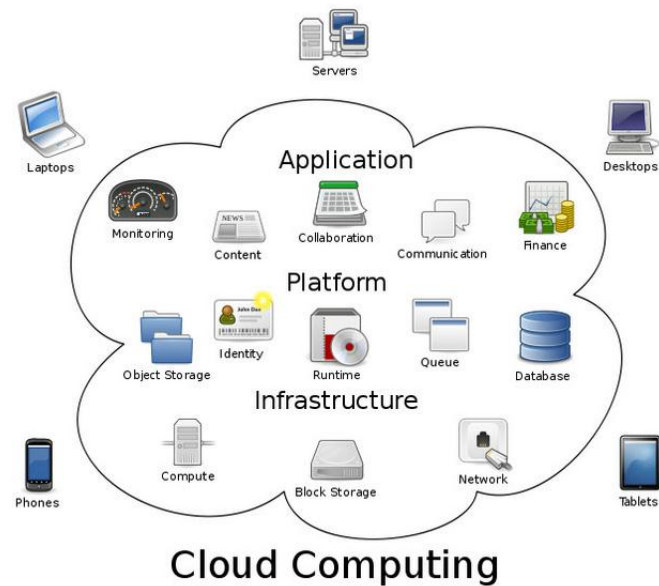 Servers
Laptops
Desktops
Application
Monitoring
NEWS
Content
Collaboration
Communication
Finance
Platform
John Doe
Object Storage
Identity
Runtime
Queue
Database
Infrastructure
Compute
Block Storage
Network
Phones
Tablets
Cloud Computing